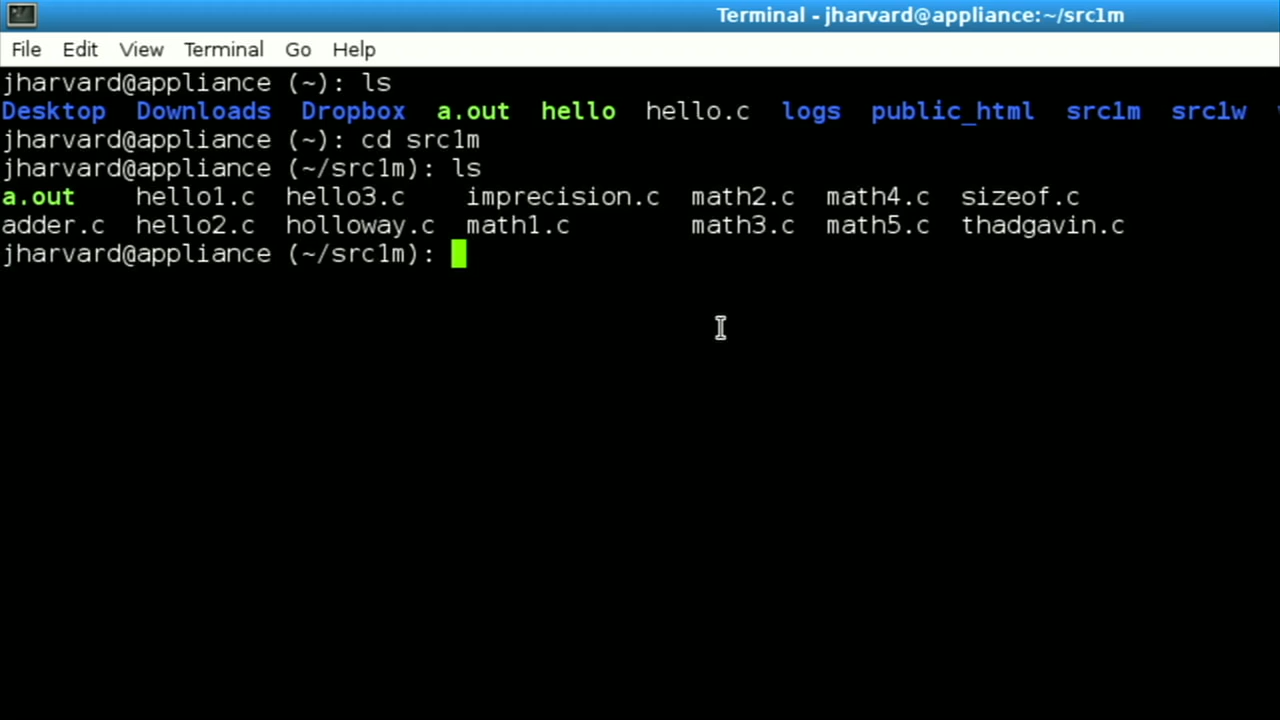 Terminal - jharvard@appliance:~/src1m
File Edit View Terminal Go Help
jharvard@appliance (~): ls
Desktop Downloads Dropbox a.out hello hello.c logs public_html src1m src1w
jharvard@appliance (~): cd src1m
jharvard@appliance (~/src1m): ls
a.out hello1.c hello3.c imprecision.c math2.c math4.c sizeof.c
adder.c hello2.c holloway.c math1.c math3.c math5.c thadgavin.c
jharvard@appliance (~/src1m):